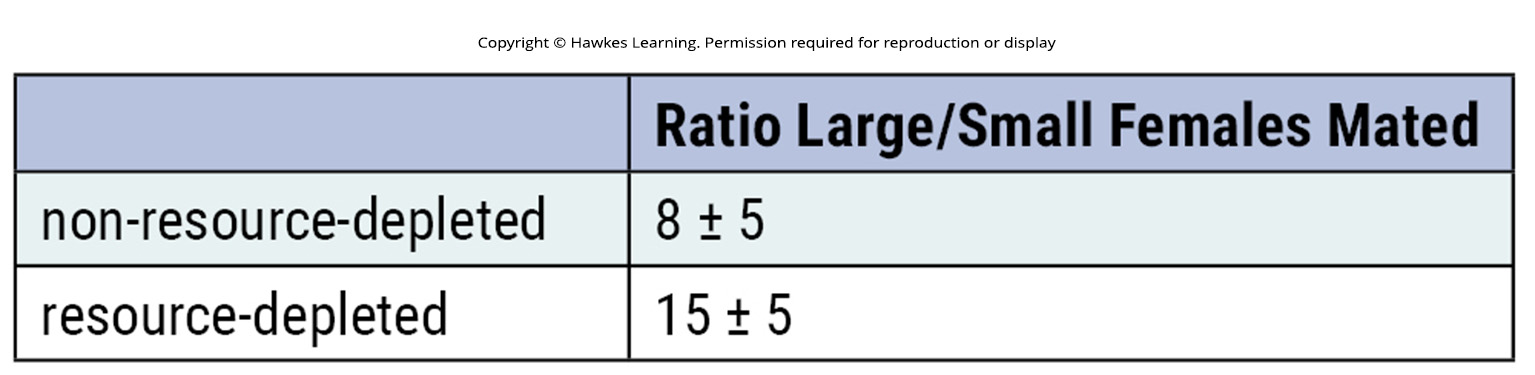 Copyright © Hawkes Learning. Permission required for reproduction or display
Ratio Large/Small Females Mated
non-resource-depleted 8 ± 5
resource-depleted 15 ± 5